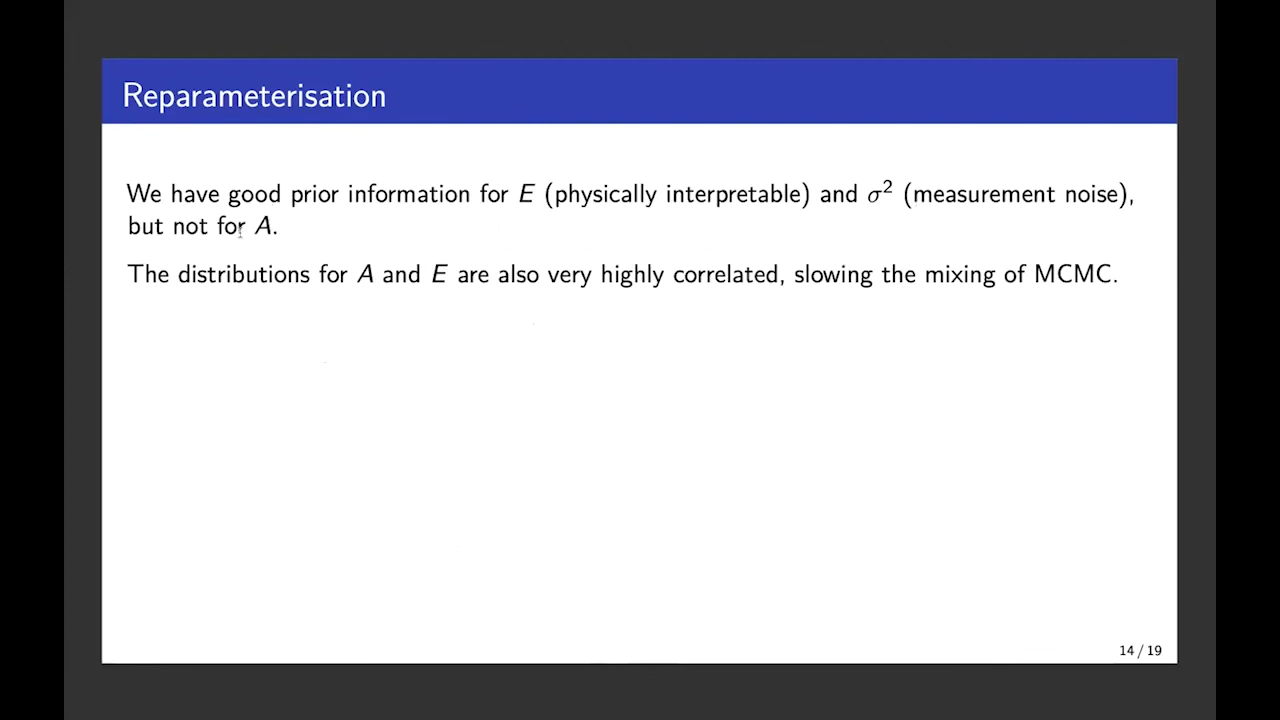 Reparameterisation
We have good prior information for E (physically interpretable) and σ² (measurement noise),
but not for A.
The distributions for A and E are also very highly correlated, slowing the mixing of MCMC.
14 / 19